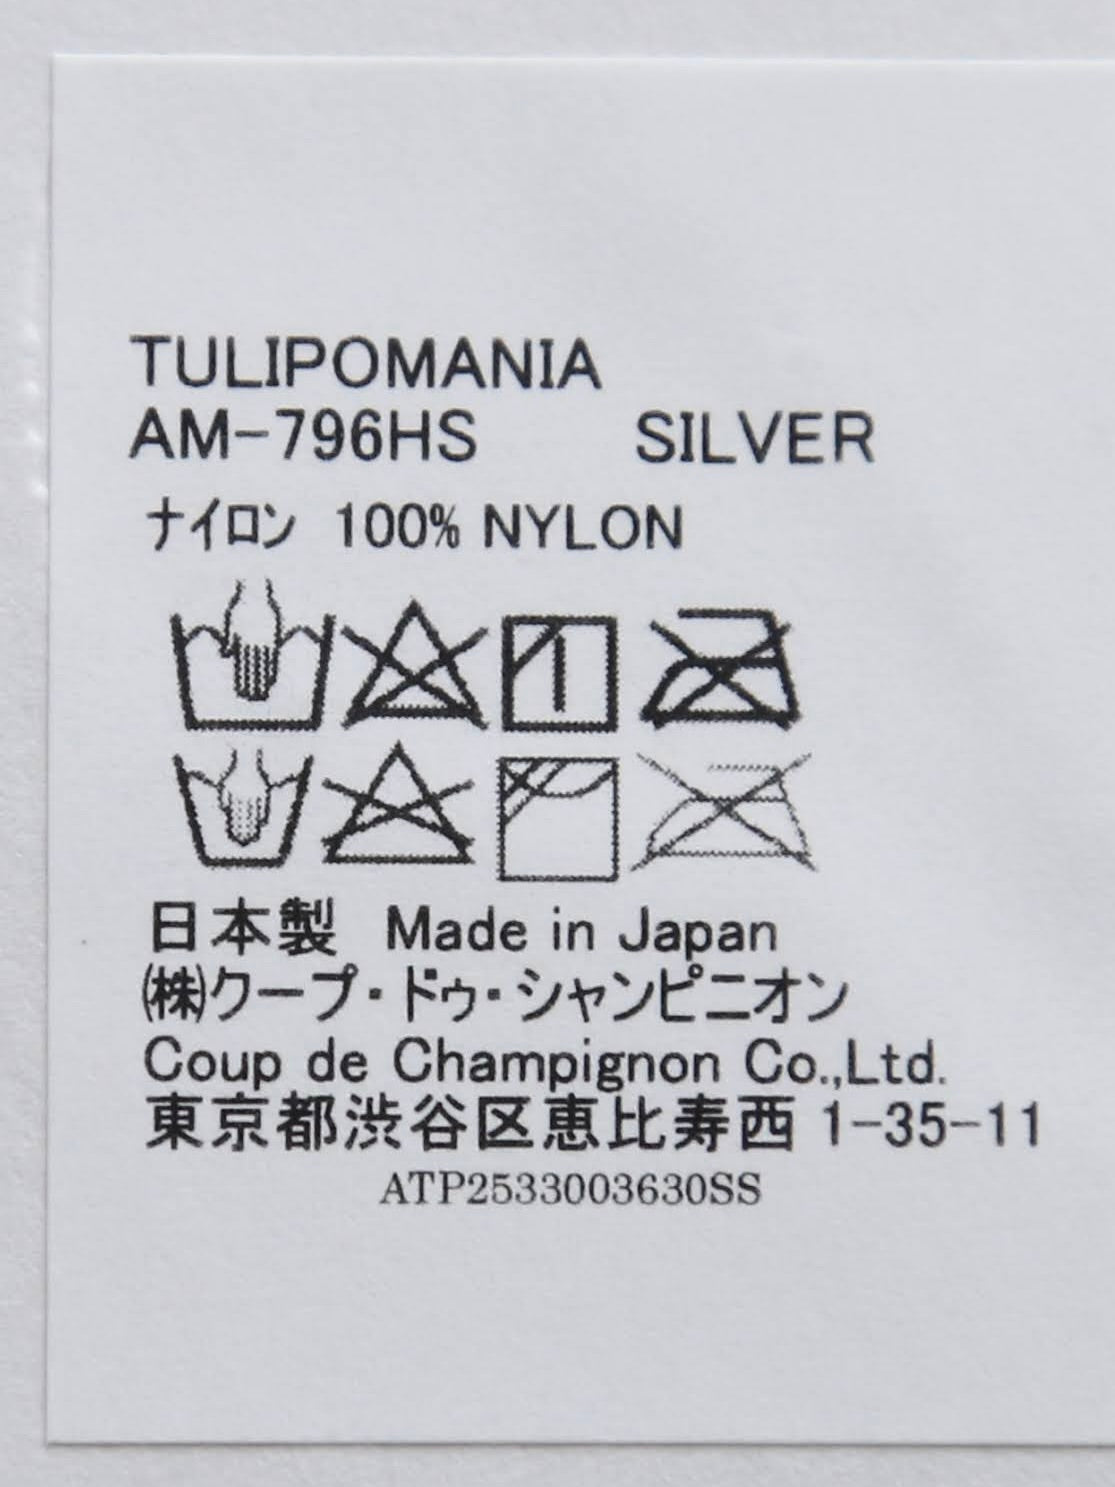 TULIPOMANIA
AM-796HS SILVER
ナイロン 100% NYLON
日本製 Made in Japan
㈱クープ・ドゥ・シャンピニオン
Coup de Champignon Co.,Ltd.
東京都渋谷区恵比寿西 1-35-11
ATP2533003630SS